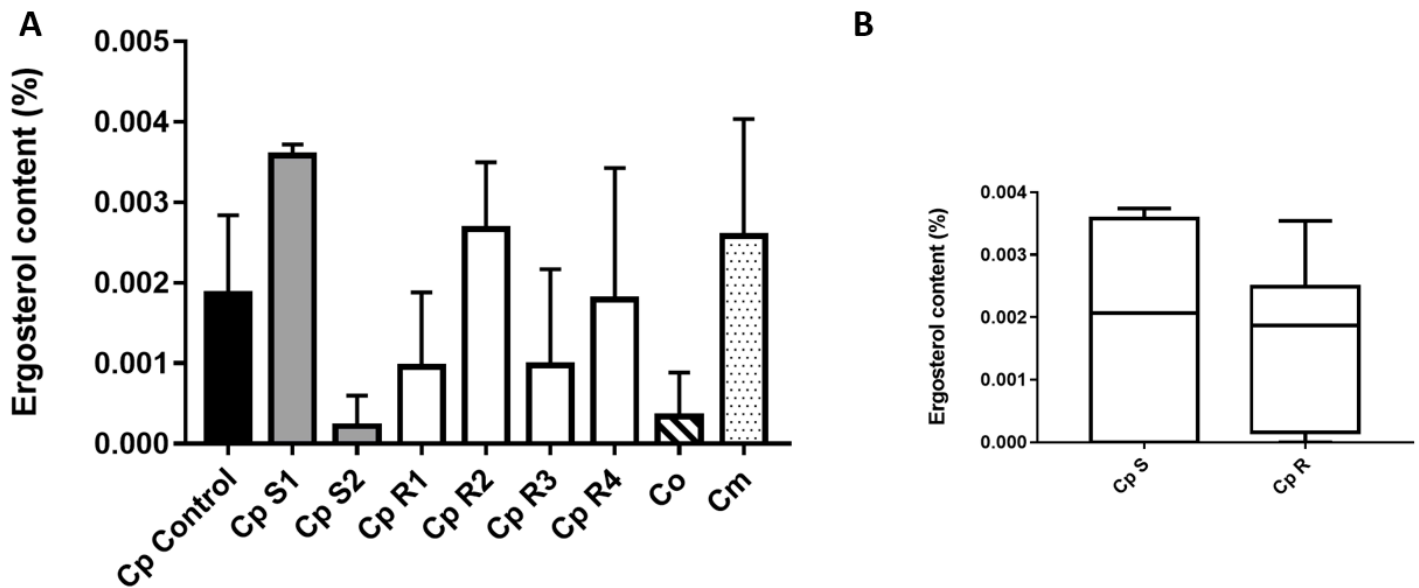 A
Ergosterol content (%)
0.005
0.004
0.003
0.002
0.001
0.000
Cp Control
Cp S1
Cp S2
Cp R1
Cp R2
Cp R3
Cp R4
Co
Cm
B
Ergosterol content (%)
0.004
0.003
0.002
0.001
0.000
Cp S
Cp R